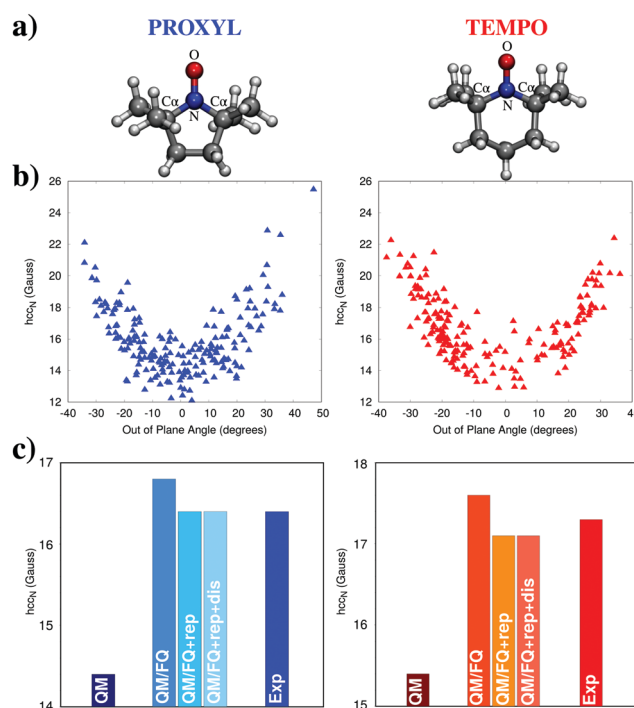 a)
PROXYL
TEMPO
O
Cα Cα
N
O
Cα Cα
N
b)
26
24
22
20
18
16
14
12
hccN (Gauss)
-40 -30 -20 -10 0 10 20 30 40 50
Out of Plane Angle (degrees)
26
24
22
20
18
16
14
12
hccN (Gauss)
-40 -30 -20 -10 0 10 20 30 40
Out of Plane Angle (degrees)
c)
17
16
15
14
hccN (Gauss)
QM
QM/FQ
QM/FQ+rep
QM/FQ+rep+dis
Exp
18
17
16
15
hccN (Gauss)
QM
QM/FQ
QM/FQ+rep
QM/FQ+rep+dis
Exp